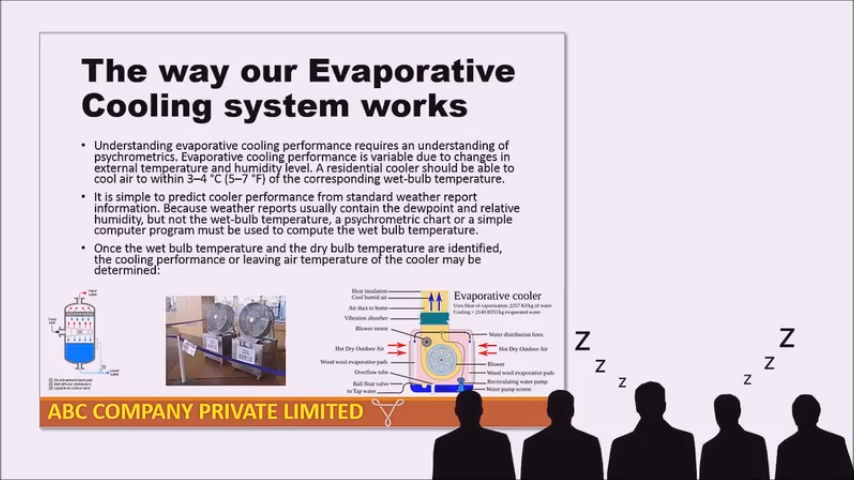 The way our Evaporative
Cooling system works
• Understanding evaporative cooling performance requires an understanding of
psychrometrics. Evaporative cooling performance is variable due to changes in
external temperature and humidity level. A residential cooler should be able to
cool air to within 3–4 °C (5–7 °F) of the corresponding wet-bulb temperature.
• It is simple to predict cooler performance from standard weather report
information. Because weather reports usually contain the dewpoint and relative
humidity, but not the wet-bulb temperature, a psychrometric chart or a simple
computer program must be used to compute the wet bulb temperature.
• Once the wet bulb temperature and the dry bulb temperature are identified,
the cooling performance or leaving air temperature of the cooler may be
determined:
Heat insulation
Cool humid air
Air duct to home
Vibration absorber
Blower motor
Hot Dry Outdoor Air
Wood wool evaporative pads
Overflow tube
Ball float valve
to Tap water
Evaporative cooler
Uses Heat of vaporization: 2257 KJ/kg of water
Water distribution lines
Hot Dry Outdoor Air
Blower
Wood wool evaporative pads
Recirculating water pump
Water pump screen
ABC COMPANY PRIVATE LIMITED
Z
Z
Z
Z
Z
Z